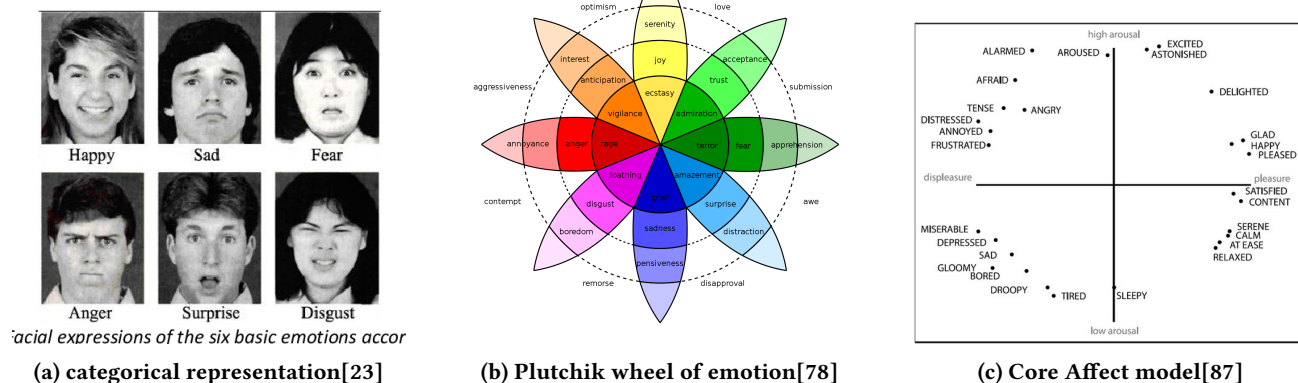 Happy Sad Fear
Anger Surprise Disgust
acial expressions of the six basic emotions accor
(a) categorical representation[23]
optimism love
serenity
interest acceptance
joy
anticipation trust
aggressiveness submission
ecstasy
vigilance admiration
annoyance anger rage terror fear apprehension
loathing amazement
grief
disgust surprise
contempt awe
sadness
boredom distraction
pensiveness
remorse disapproval
(b) Plutchik wheel of emotion[78]
high arousal
EXCITED
ALARMED AROUSED ASTONISHED
AFRAID
DELIGHTED
TENSE ANGRY
DISTRESSED
ANNOYED GLAD
FRUSTRATED HAPPY
PLEASED
displeasure pleasure
SATISFIED
CONTENT
MISERABLE SERENE
DEPRESSED CALM
SAD AT EASE
RELAXED
GLOOMY
BORED
DROOPY TIRED SLEEPY
low arousal
(c) Core Affect model[87]